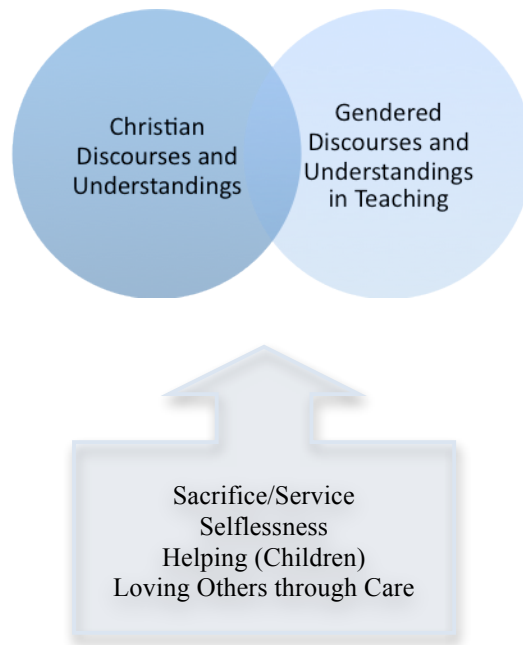 Christian
Discourses and
Understandings
Gendered
Discourses and
Understandings
in Teaching
Sacrifice/Service
Selflessness
Helping (Children)
Loving Others through Care